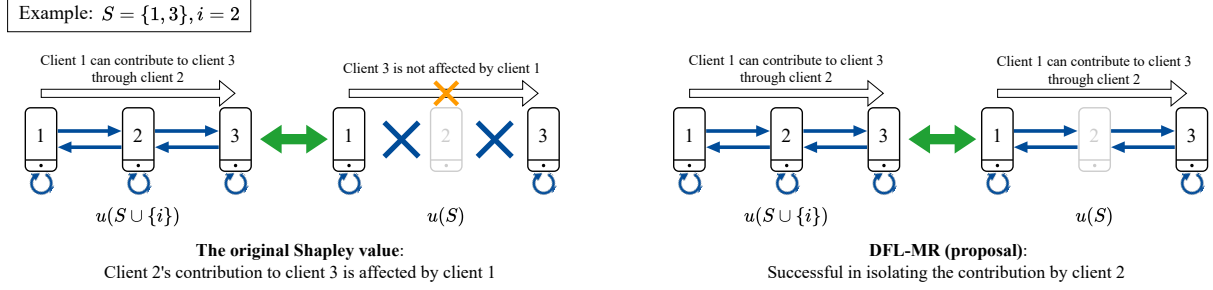 Example: S = {1, 3}, i = 2
Client 1 can contribute to client 3
through client 2
1
2
3
u(S ∪ {i})
Client 3 is not affected by client 1
1
2
3
u(S)
The original Shapley value:
Client 2's contribution to client 3 is affected by client 1
Client 1 can contribute to client 3
through client 2
1
2
3
u(S ∪ {i})
Client 1 can contribute to client 3
through client 2
1
2
3
u(S)
DFL-MR (proposal):
Successful in isolating the contribution by client 2